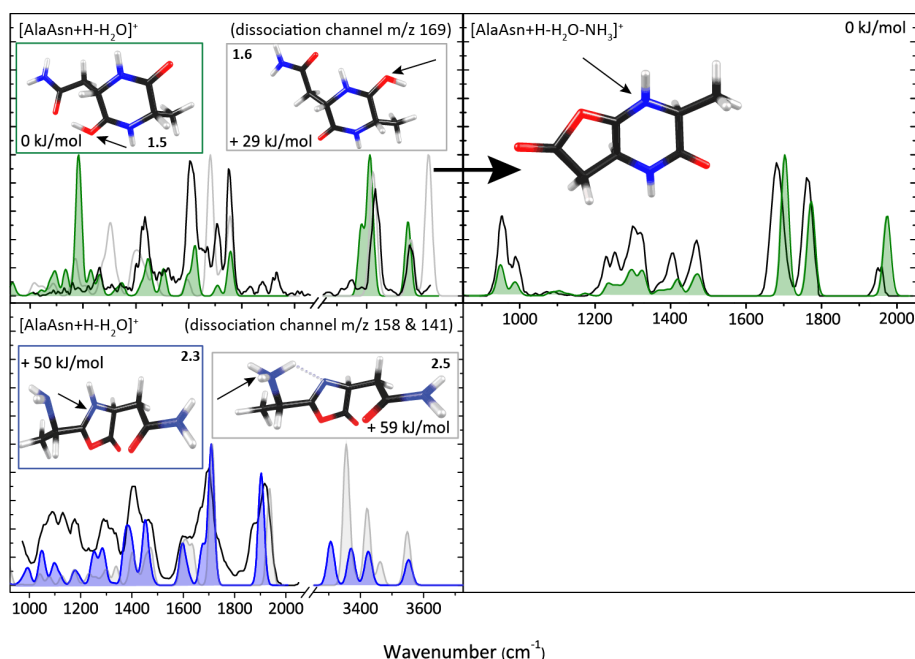 [AlaAsn+H-H₂O]⁺ (dissociation channel m/z 169)
0 kJ/mol 1.5
1.6 + 29 kJ/mol
[AlaAsn+H-H₂O-NH₃]⁺ 0 kJ/mol
1000 1200 1400 1600 1800 2000
[AlaAsn+H-H₂O]⁺ (dissociation channel m/z 158 & 141)
+ 50 kJ/mol 2.3
2.5 + 59 kJ/mol
1000 1200 1400 1600 1800 2000 3400 3600
Wavenumber (cm⁻¹)